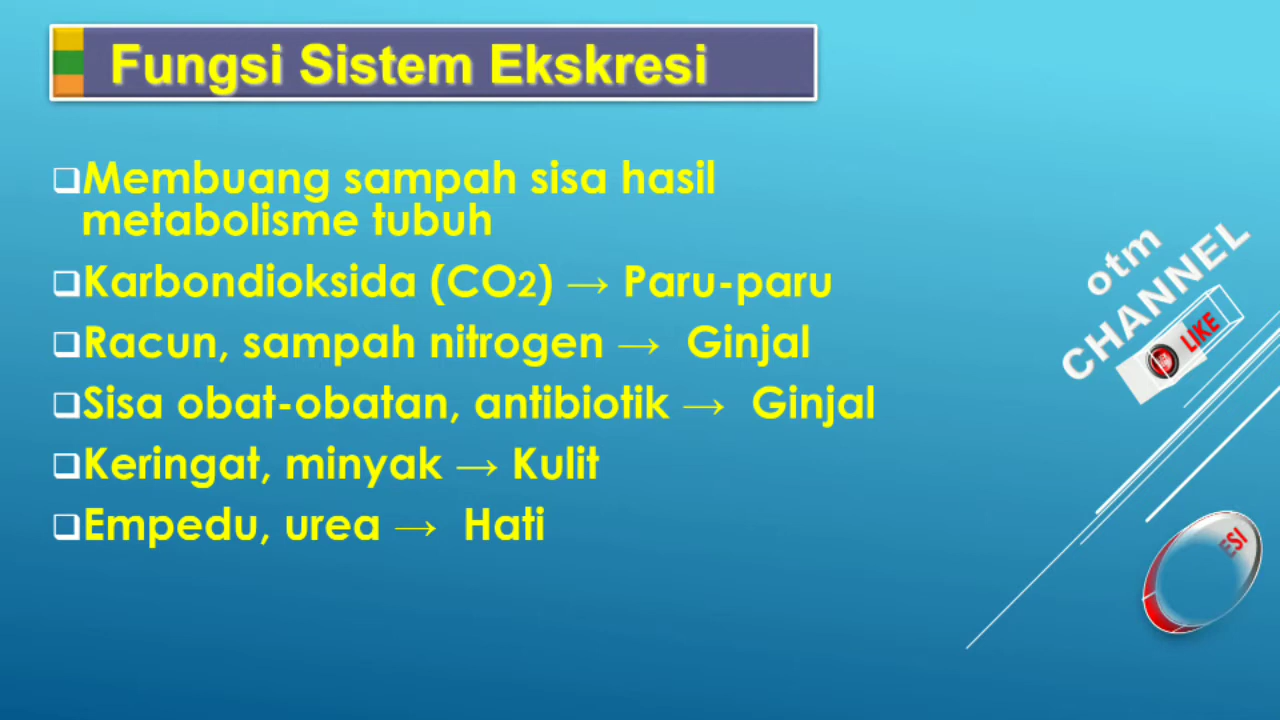 Fungsi Sistem Ekskresi
Membuang sampah sisa hasil
metabolisme tubuh
Karbondioksida (CO2) → Paru-paru
Racun, sampah nitrogen → Ginjal
Sisa obat-obatan, antibiotik → Ginjal
Keringat, minyak → Kulit
Empedu, urea → Hati
otm
CHANNEL
LIKE
ESI